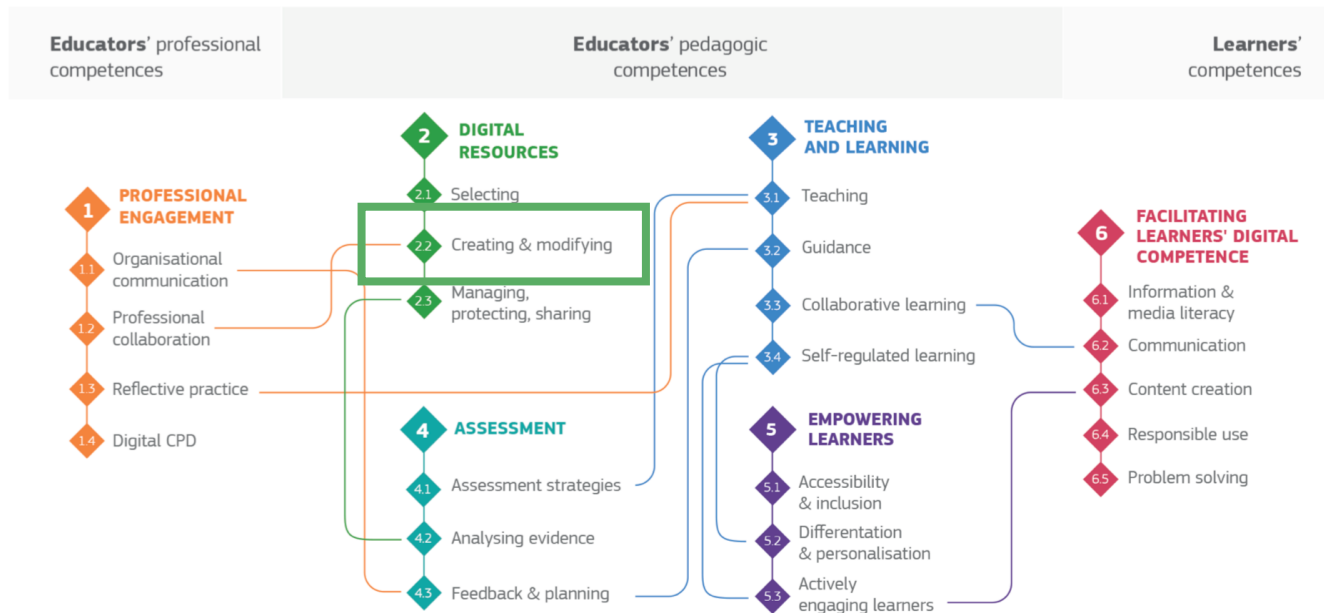 Educators' professional
competences
Educators' pedagogic
competences
Learners'
competences
1
PROFESSIONAL
ENGAGEMENT
1.1
Organisational
communication
1.2
Professional
collaboration
1.3
Reflective practice
1.4
Digital CPD
2
DIGITAL
RESOURCES
2.1
Selecting
2.2
Creating & modifying
2.3
Managing,
protecting, sharing
4
ASSESSMENT
4.1
Assessment strategies
4.2
Analysing evidence
4.3
Feedback & planning
3
TEACHING
AND LEARNING
3.1
Teaching
3.2
Guidance
3.3
Collaborative learning
3.4
Self-regulated learning
5
EMPOWERING
LEARNERS
5.1
Accessibility
& inclusion
5.2
Differentation
& personalisation
5.3
Actively
engaging learners
6
FACILITATING
LEARNERS' DIGITAL
COMPETENCE
6.1
Information &
media literacy
6.2
Communication
6.3
Content creation
6.4
Responsible use
6.5
Problem solving